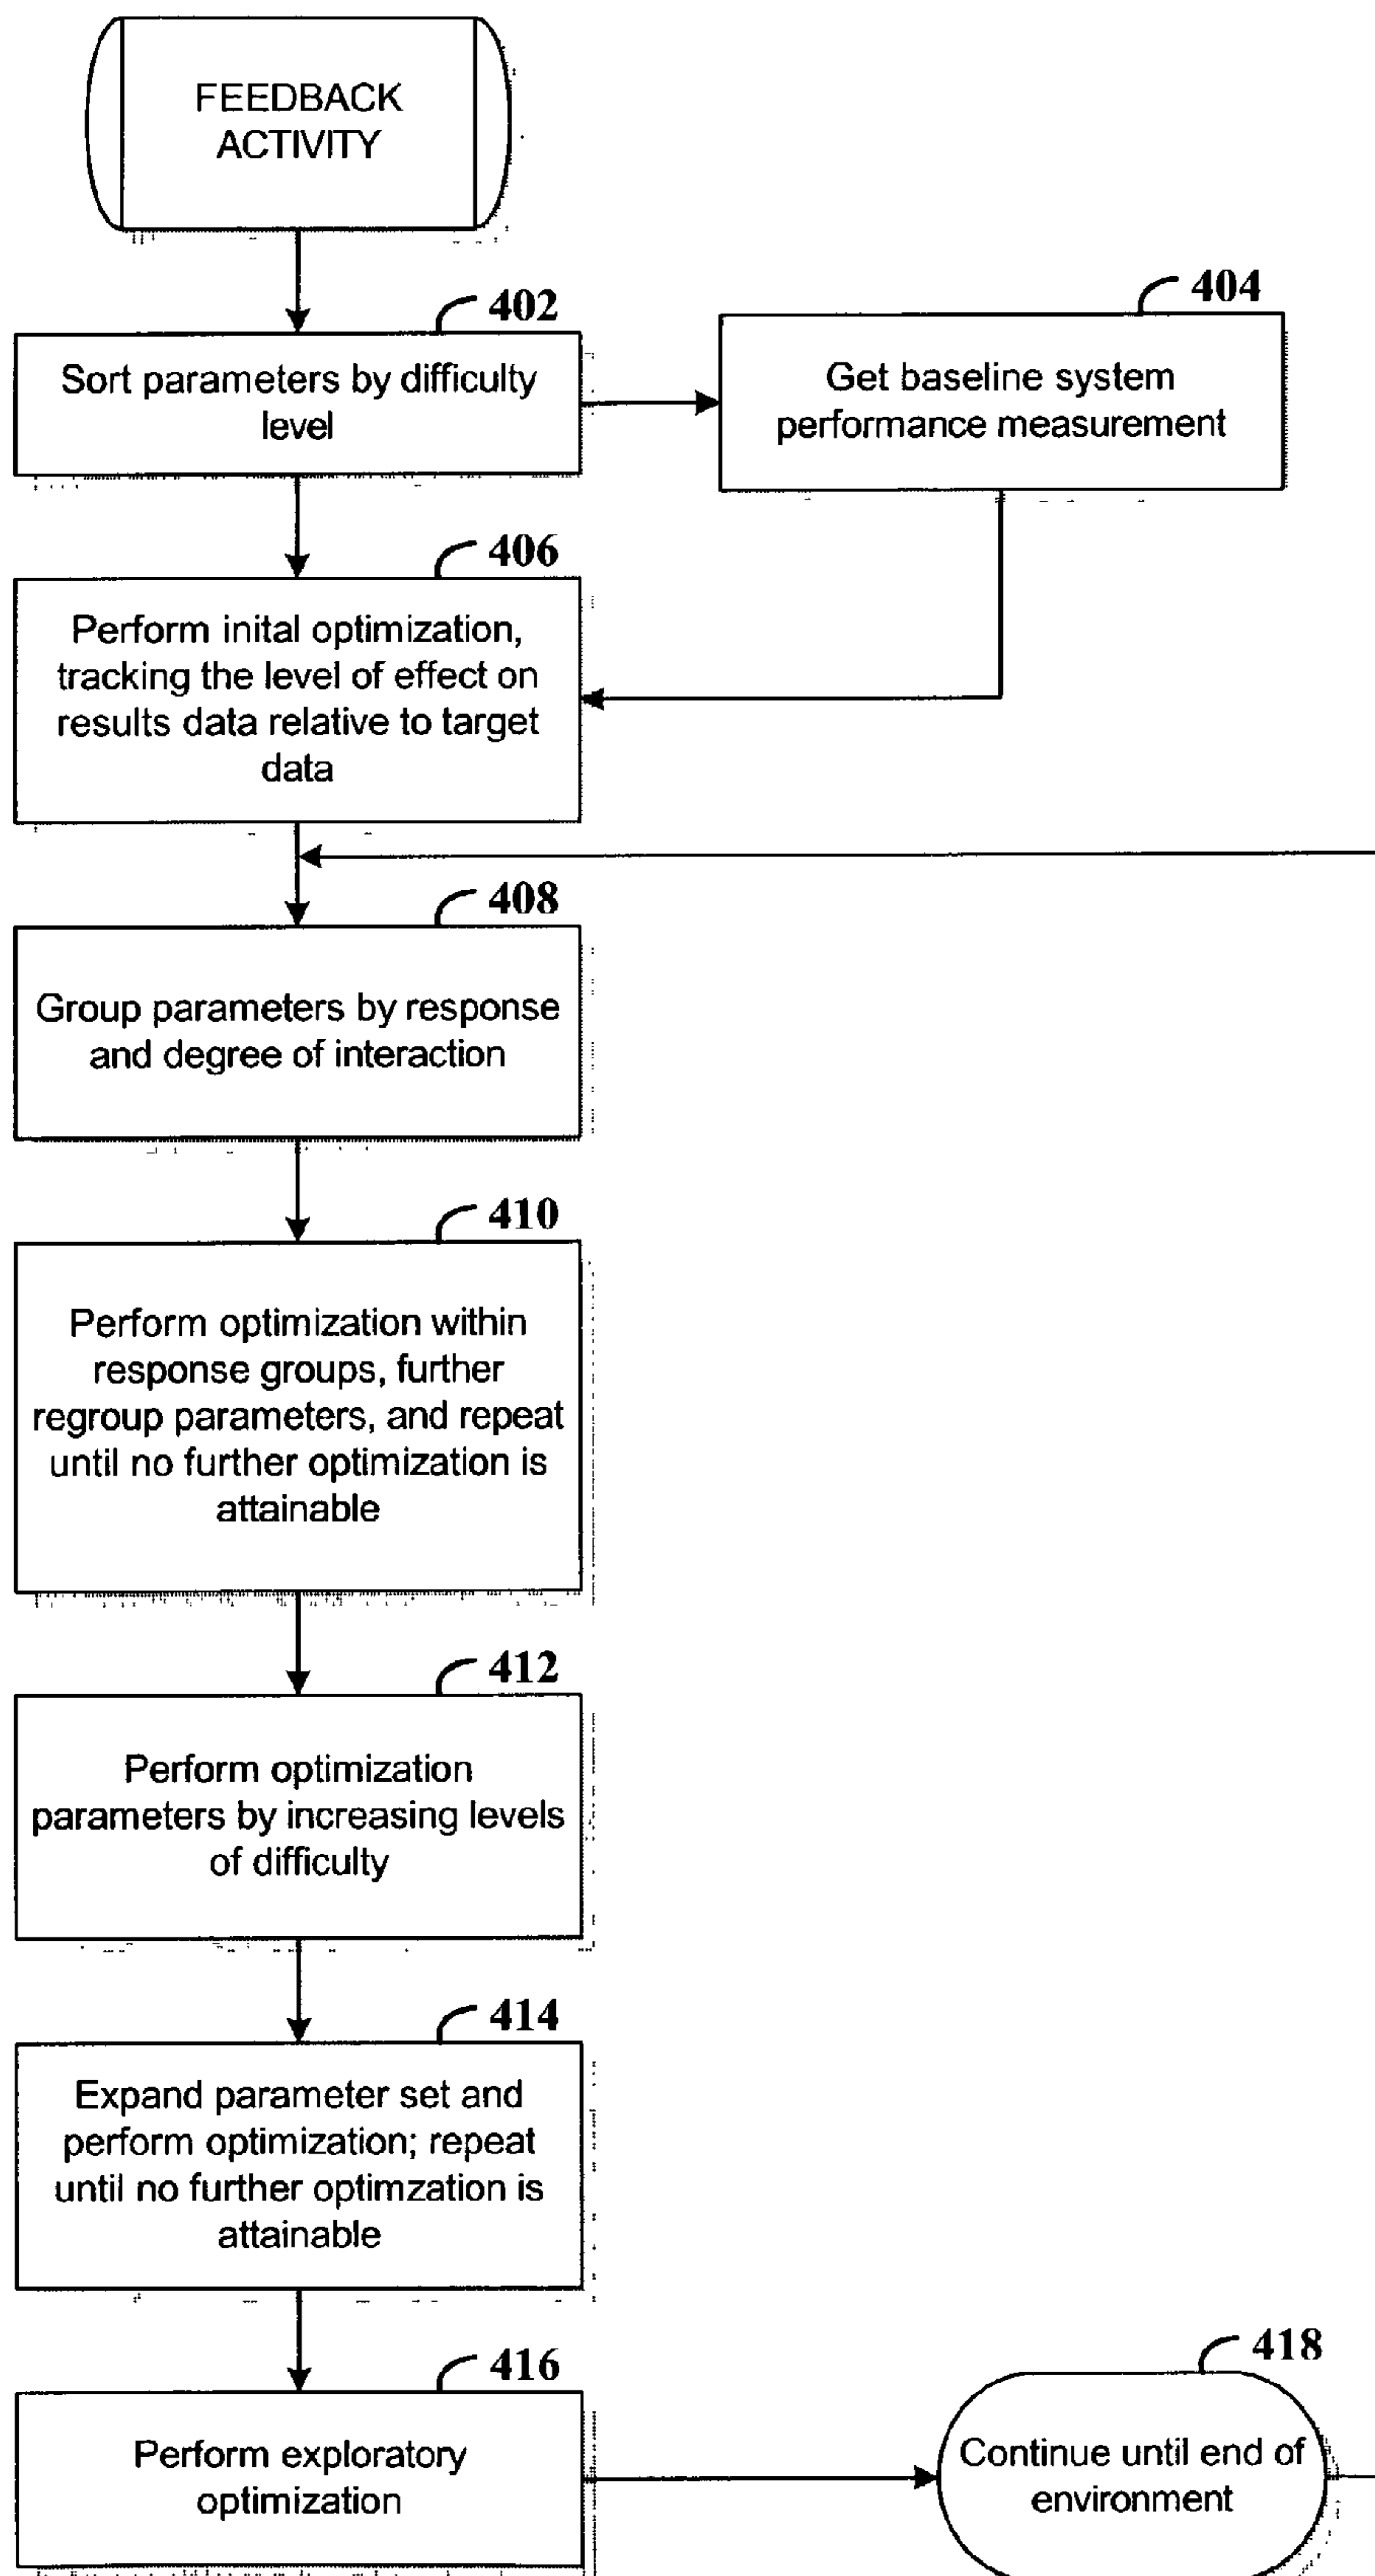 FEEDBACK
ACTIVITY
402
Sort parameters by difficulty
level
404
Get baseline system
performance measurement
406
Perform inital optimization,
tracking the level of effect on
results data relative to target
data
408
Group parameters by response
and degree of interaction
410
Perform optimization within
response groups, further
regroup parameters, and repeat
until no further optimization is
attainable
412
Perform optimization
parameters by increasing levels
of difficulty
414
Expand parameter set and
perform optimization; repeat
until no further optimzation is
attainable
416
Perform exploratory
optimization
418
Continue until end of
environment